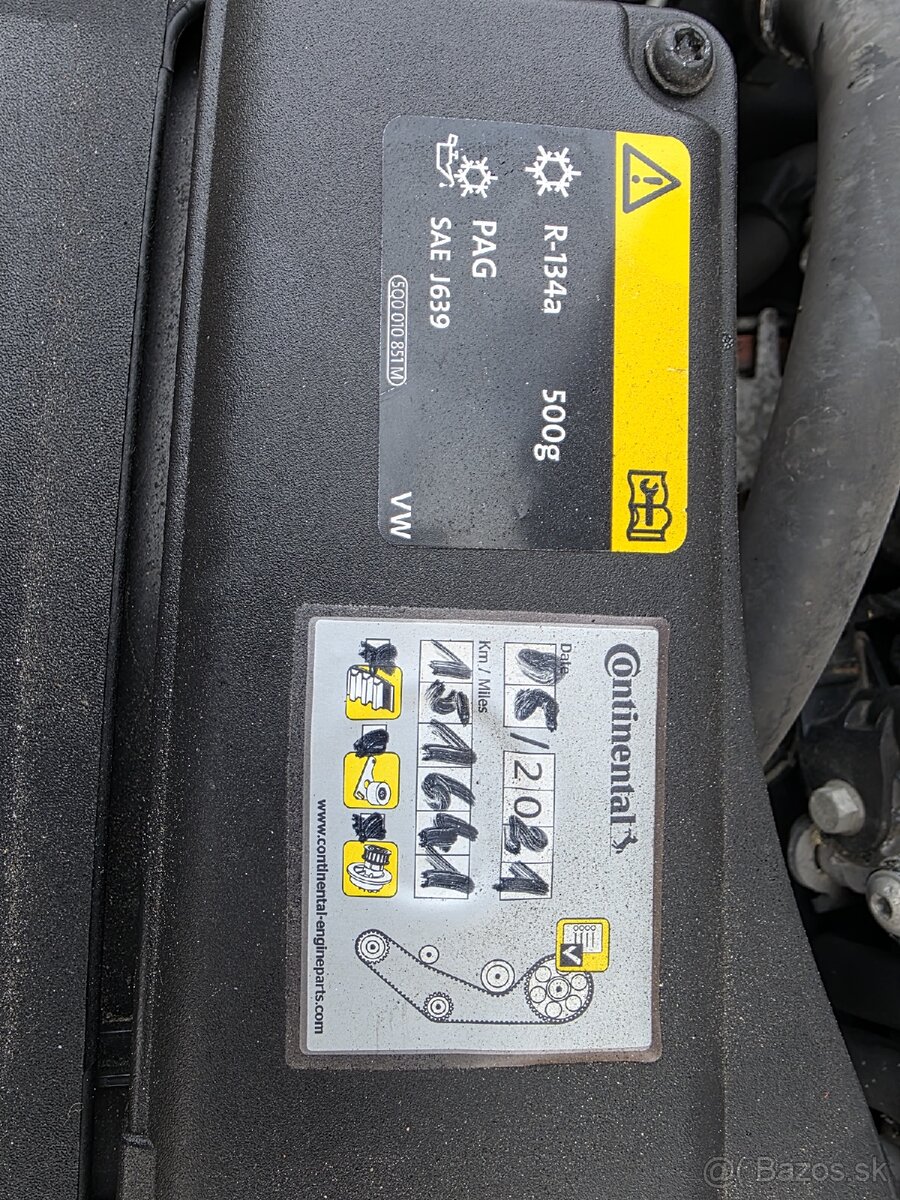 R-134a 500g
PAG
SAE J639
5Q0 010 851 M
VW
Continental
Date
/ 2021
Km / Miles
151641
www.continental-engineparts.com
@ Bazos.sk